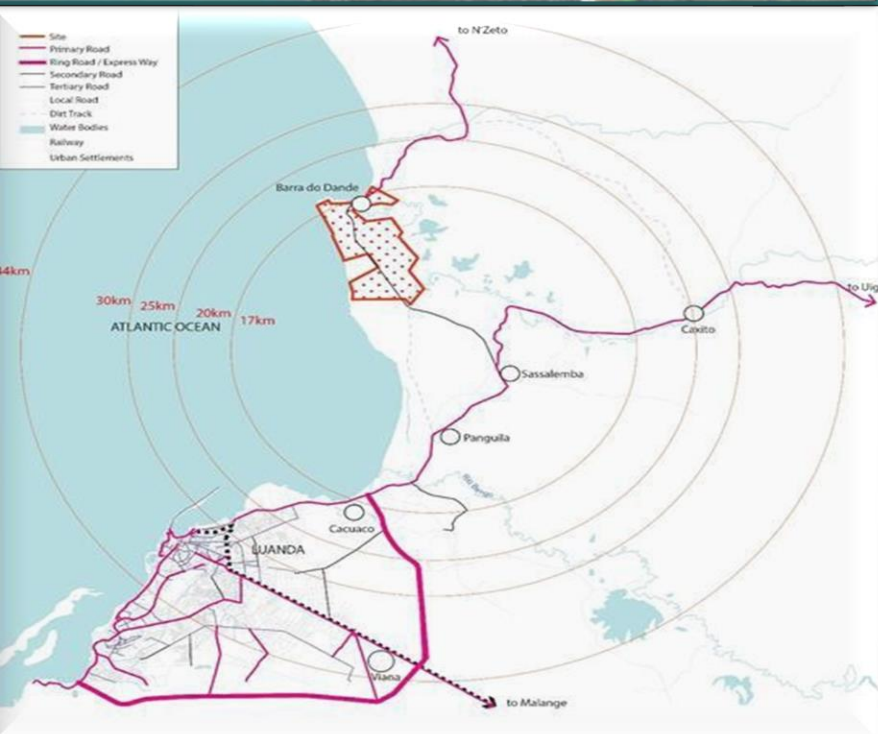 Site
Primary Road
Ring Road / Express Way
Secondary Road
Tertiary Road
Local Road
Dirt Track
Water Bodies
Railway
Urban Settlements
to N'Zeto
Barra do Dande
44km
30km
25km
20km
17km
ATLANTIC OCEAN
to Uig
Caxito
Sassalemba
Panguila
Cacuaco
LUANDA
Viana
to Malange